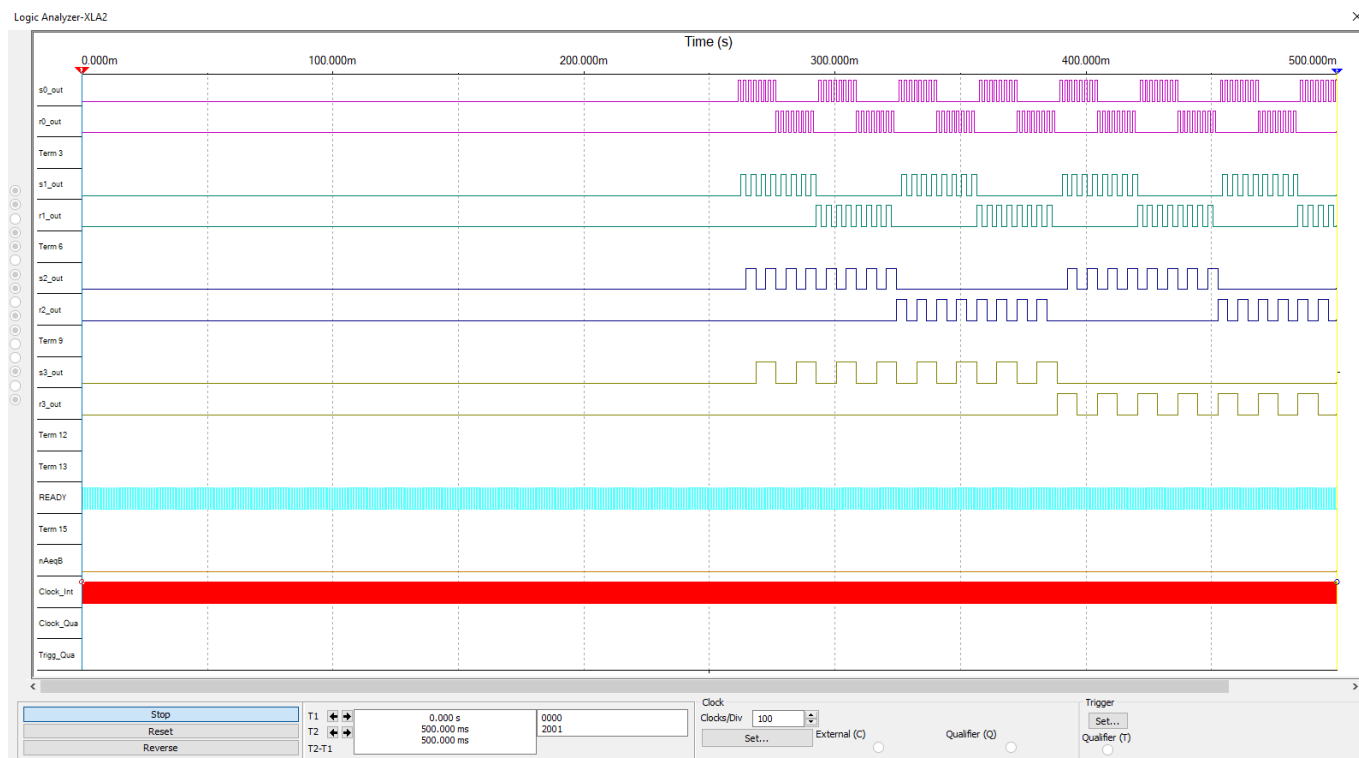 Logic Analyzer-XLA2
Time (s)
0.000m 100.000m 200.000m 300.000m 400.000m 500.000m
s0_out
r0_out
Term 3
s1_out
r1_out
Term 6
s2_out
r2_out
Term 9
s3_out
r3_out
Term 12
Term 13
READY
Term 15
nAeqB
Clock_Int
Clock_Qua
Trigg_Qua
Stop
Reset
Reverse
T1 0.000 s 0000
T2 500.000 ms 2001
T2-T1 500.000 ms
Clock
Clocks/Div 100
Set...
External (C)
Qualifier (Q)
Trigger
Set...
Qualifier (T)